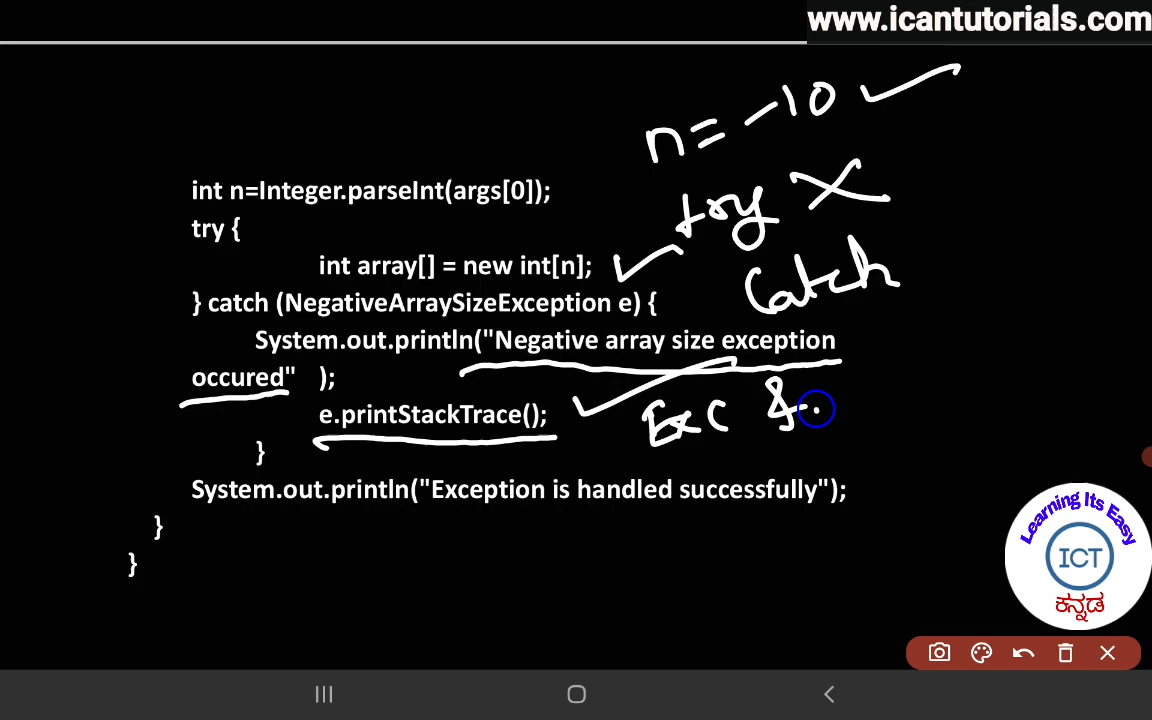 www.icantutorials.com
n = -10
int n=Integer.parseInt(args[0]);
try X
try {
int array[] = new int[n];
Catch
} catch (NegativeArraySizeException e) {
System.out.println("Negative array size exception
occured" );
e.printStackTrace();
Exc &
}
System.out.println("Exception is handled successfully");
}
}
Learning Its Easy
ICT
ಕನ್ನಡ